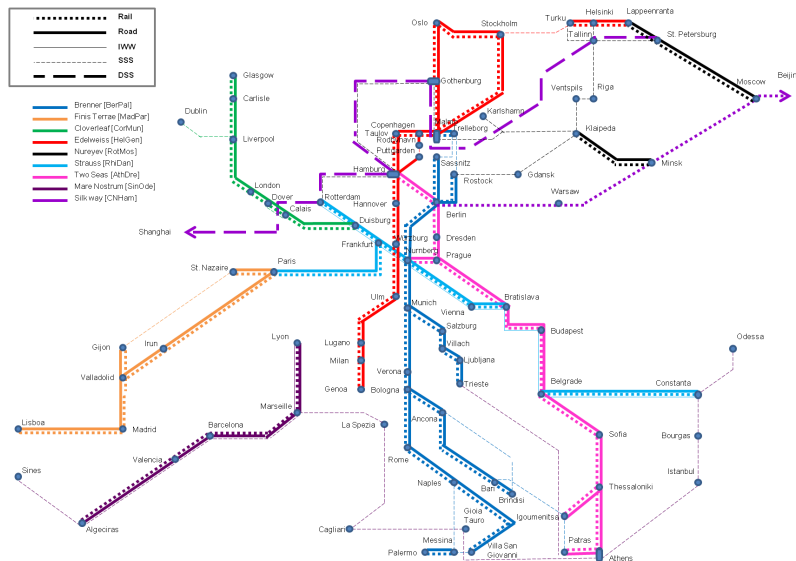 Rail
Road
IWW
SSS
DSS
Brenner [BerPal]
Finis Terrae [MadPar]
Cloverleaf [CorMun]
Edelweiss [HelGen]
Nureyev [RotMos]
Strauss [RhiDan]
Two Seas [AthDre]
Mare Nostrum [SinOde]
Silk way [CNHam]
Oslo
Stockholm
Turku
Helsinki
Lappeenranta
Tallinn
St. Petersburg
Glasgow
Gothenburg
Moscow
Beijin
Carlisle
Ventspils
Riga
Dublin
Karlshamn
Liverpool
Copenhagen
Taulov
Trelleborg
Klaipeda
Puttgarden
Sassnitz
Minsk
Hamburg
Rostock
Gdansk
London
Dover
Calais
Rotterdam
Hannover
Warsaw
Berlin
Shanghai
Duisburg
Frankfurt
Dresden
Prague
St. Nazaire
Paris
Ulm
Munich
Bratislava
Vienna
Salzburg
Budapest
Odessa
Gijon
Irun
Lyon
Lugano
Villach
Milan
Ljubljana
Valladolid
Verona
Trieste
Genoa
Bologna
Belgrade
Constanta
Lisboa
Madrid
Marseille
Barcelona
La Spezia
Ancona
Sofia
Bourgas
Valencia
Rome
Sines
Naples
Bari
Brindisi
Thessaloniki
Istanbul
Algeciras
Cagliari
Gioia
Tauro
Igoumenitsa
Messina
Palermo
Villa San
Giovanni
Patras
Athens